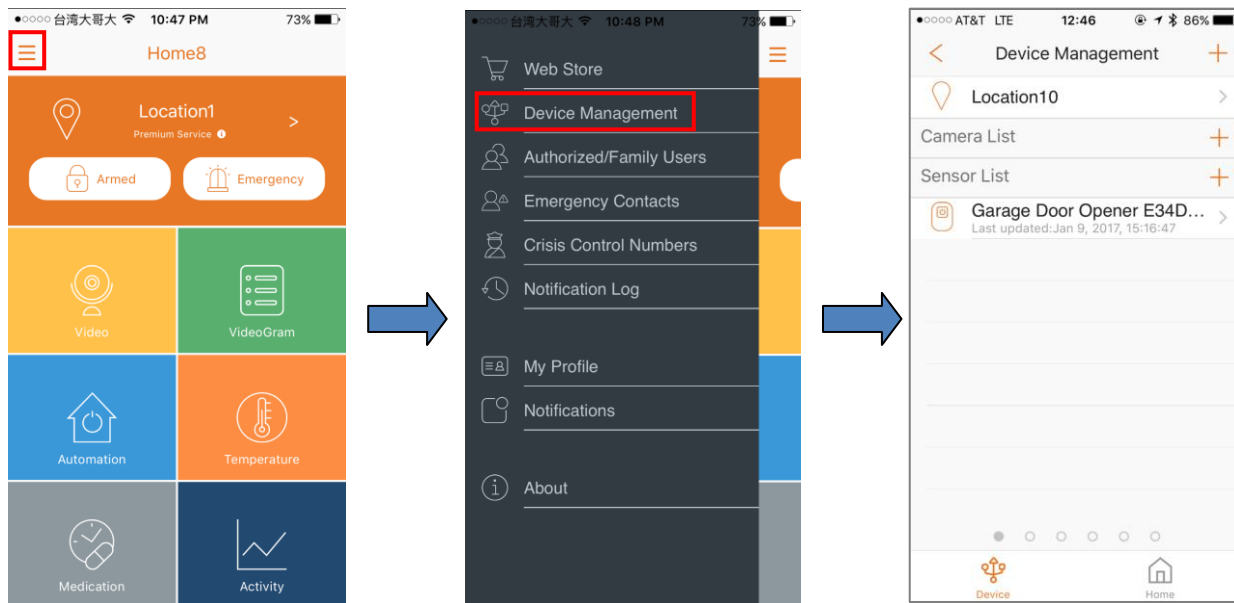 台湾大哥大 10:47 PM 73%
Home8
Location1
Premium Service
>
Armed
Emergency
Video
VideoGram
Automation
Temperature
Medication
Activity
台湾大哥大 10:48 PM 73%
Web Store
Device Management
Authorized/Family Users
Emergency Contacts
Crisis Control Numbers
Notification Log
My Profile
Notifications
About
AT&T LTE 12:46 86%
< Device Management +
Location10 >
Camera List +
Sensor List +
Garage Door Opener E34D... >
Last updated:Jan 9, 2017, 15:16:47
Device
Home